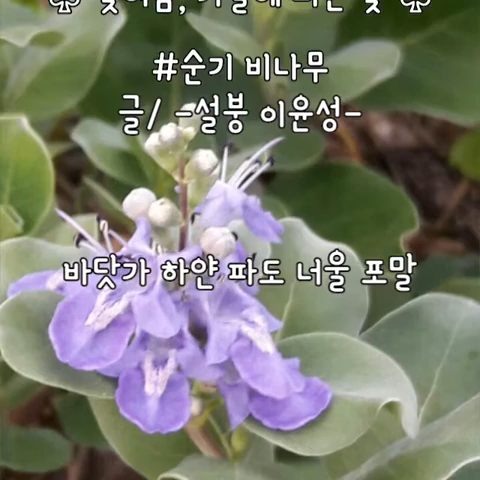 #순기 비나무
글/ -설붕 이윤성-
바닷가 하얀 파도 너울 포말